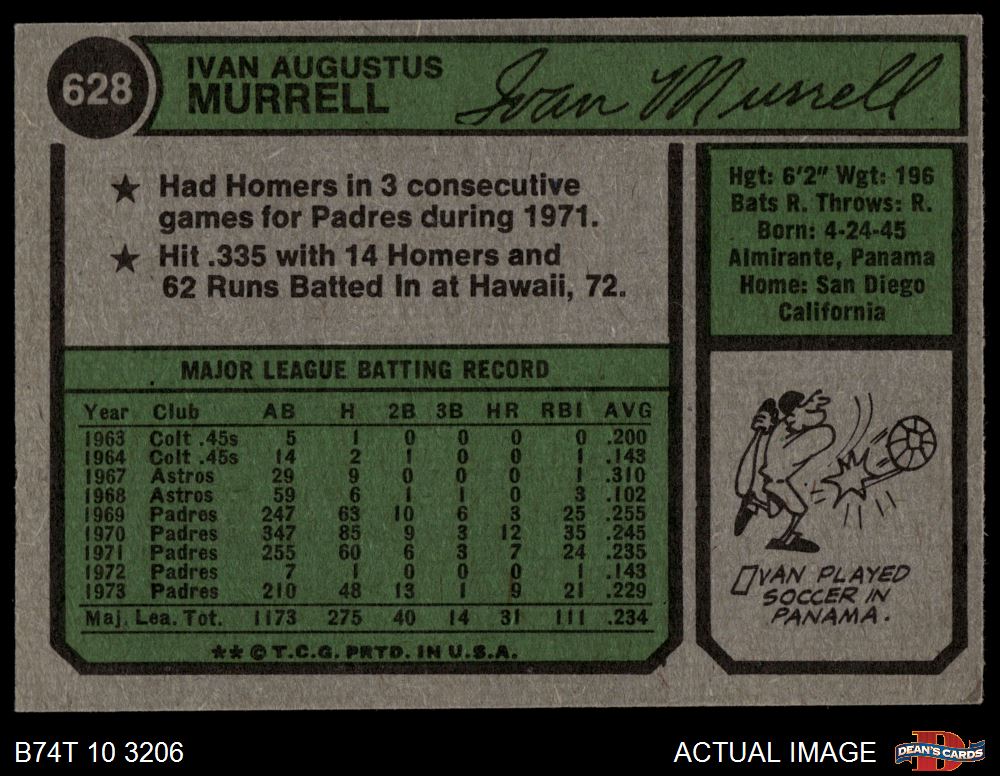 628
IVAN AUGUSTUS
MURRELL
Ivan Murrell
★ Had Homers in 3 consecutive
games for Padres during 1971.
★ Hit .335 with 14 Homers and
62 Runs Batted In at Hawaii, 72.
Hgt: 6'2" Wgt: 196
Bats R. Throws: R.
Born: 4-24-45
Almirante, Panama
Home: San Diego
California
MAJOR LEAGUE BATTING RECORD
Year Club AB H 2B 3B HR RBI AVG
1963 Colt .45s 5 1 0 0 0 0 .200
1964 Colt .45s 14 2 1 0 0 1 .143
1967 Astros 29 9 0 0 0 1 .310
1968 Astros 59 6 1 1 0 3 .102
1969 Padres 247 63 10 6 3 25 .255
1970 Padres 347 85 9 3 12 35 .245
1971 Padres 255 60 6 3 7 24 .235
1972 Padres 7 1 0 0 0 1 .143
1973 Padres 210 48 13 1 9 21 .229
Maj. Lea. Tot. 1173 275 40 14 31 111 .234
** © T.C.G. PRTD. IN U.S.A.
IVAN PLAYED
SOCCER IN
PANAMA.
B74T 10 3206
ACTUAL IMAGE
D
DEAN'S CARDS